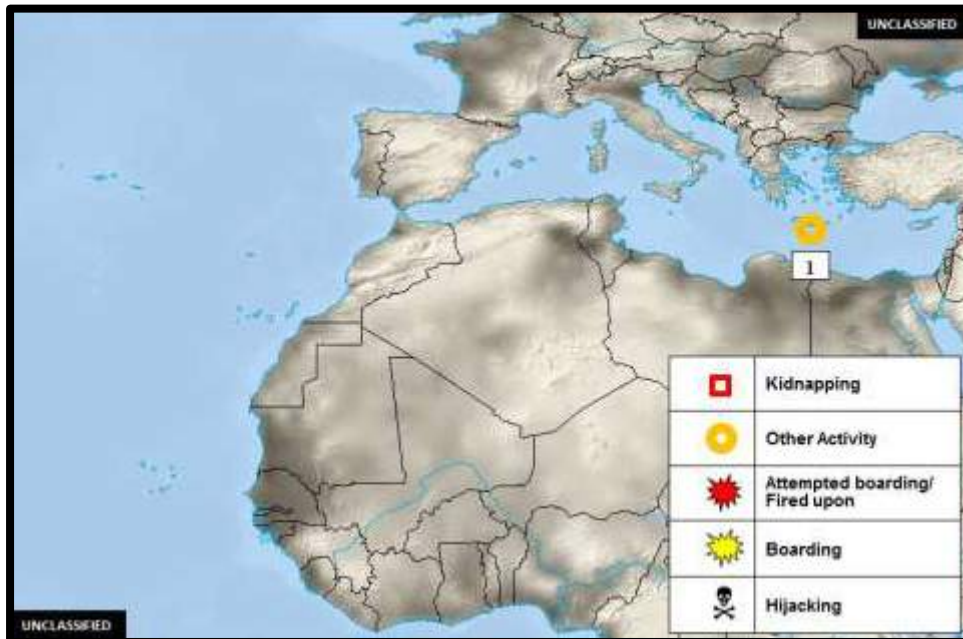 UNCLASSIFIED
1
Kidnapping
Other Activity
Attempted boarding/
Fired upon
Boarding
Hijacking
UNCLASSIFIED